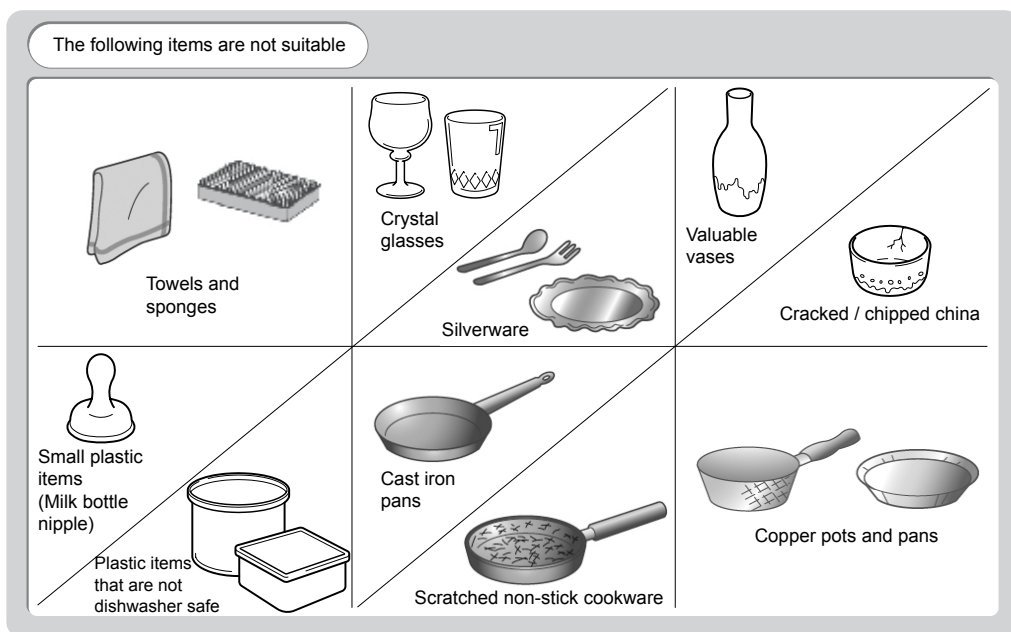 The following items are not suitable
Towels and
sponges
Crystal
glasses
Silverware
Valuable
vases
Cracked / chipped china
Small plastic
items
(Milk bottle
nipple)
Plastic items
that are not
dishwasher safe
Cast iron
pans
Scratched non-stick cookware
Copper pots and pans